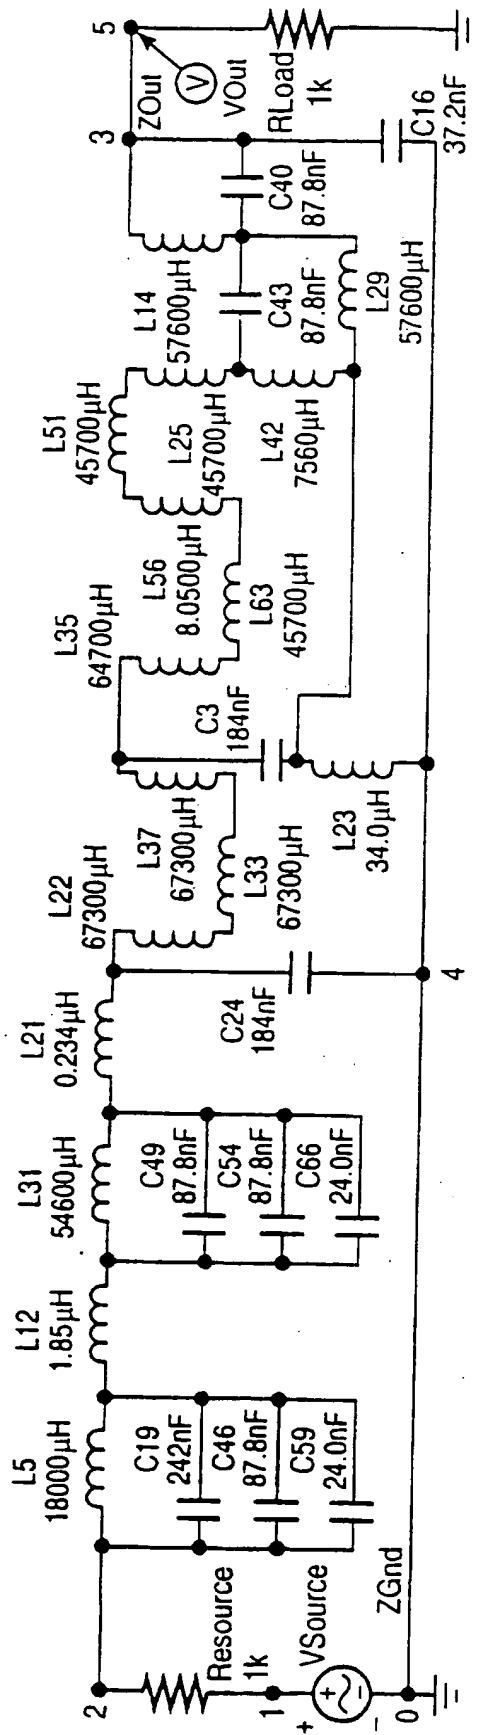 2
Resource
1k
1
+
VSource
−
0
ZGnd
L5
18000μH
C19
242nF
C46
87.8nF
C59
24.0nF
L12
1.85μH
L31
54600μH
C49
87.8nF
C54
87.8nF
C66
24.0nF
L21
0.234μH
C24
184nF
4
L22
67300μH
L37
67300μH
L33
67300μH
C3
184nF
L23
34.0μH
L35
64700μH
L56
8.0500μH
L63
45700μH
L51
45700μH
L25
45700μH
L42
7560μH
L14
57600μH
C43
87.8nF
L29
57600μH
C40
87.8nF
3
C16
37.2nF
5
ZOut
V
VOut
RLoad
1k